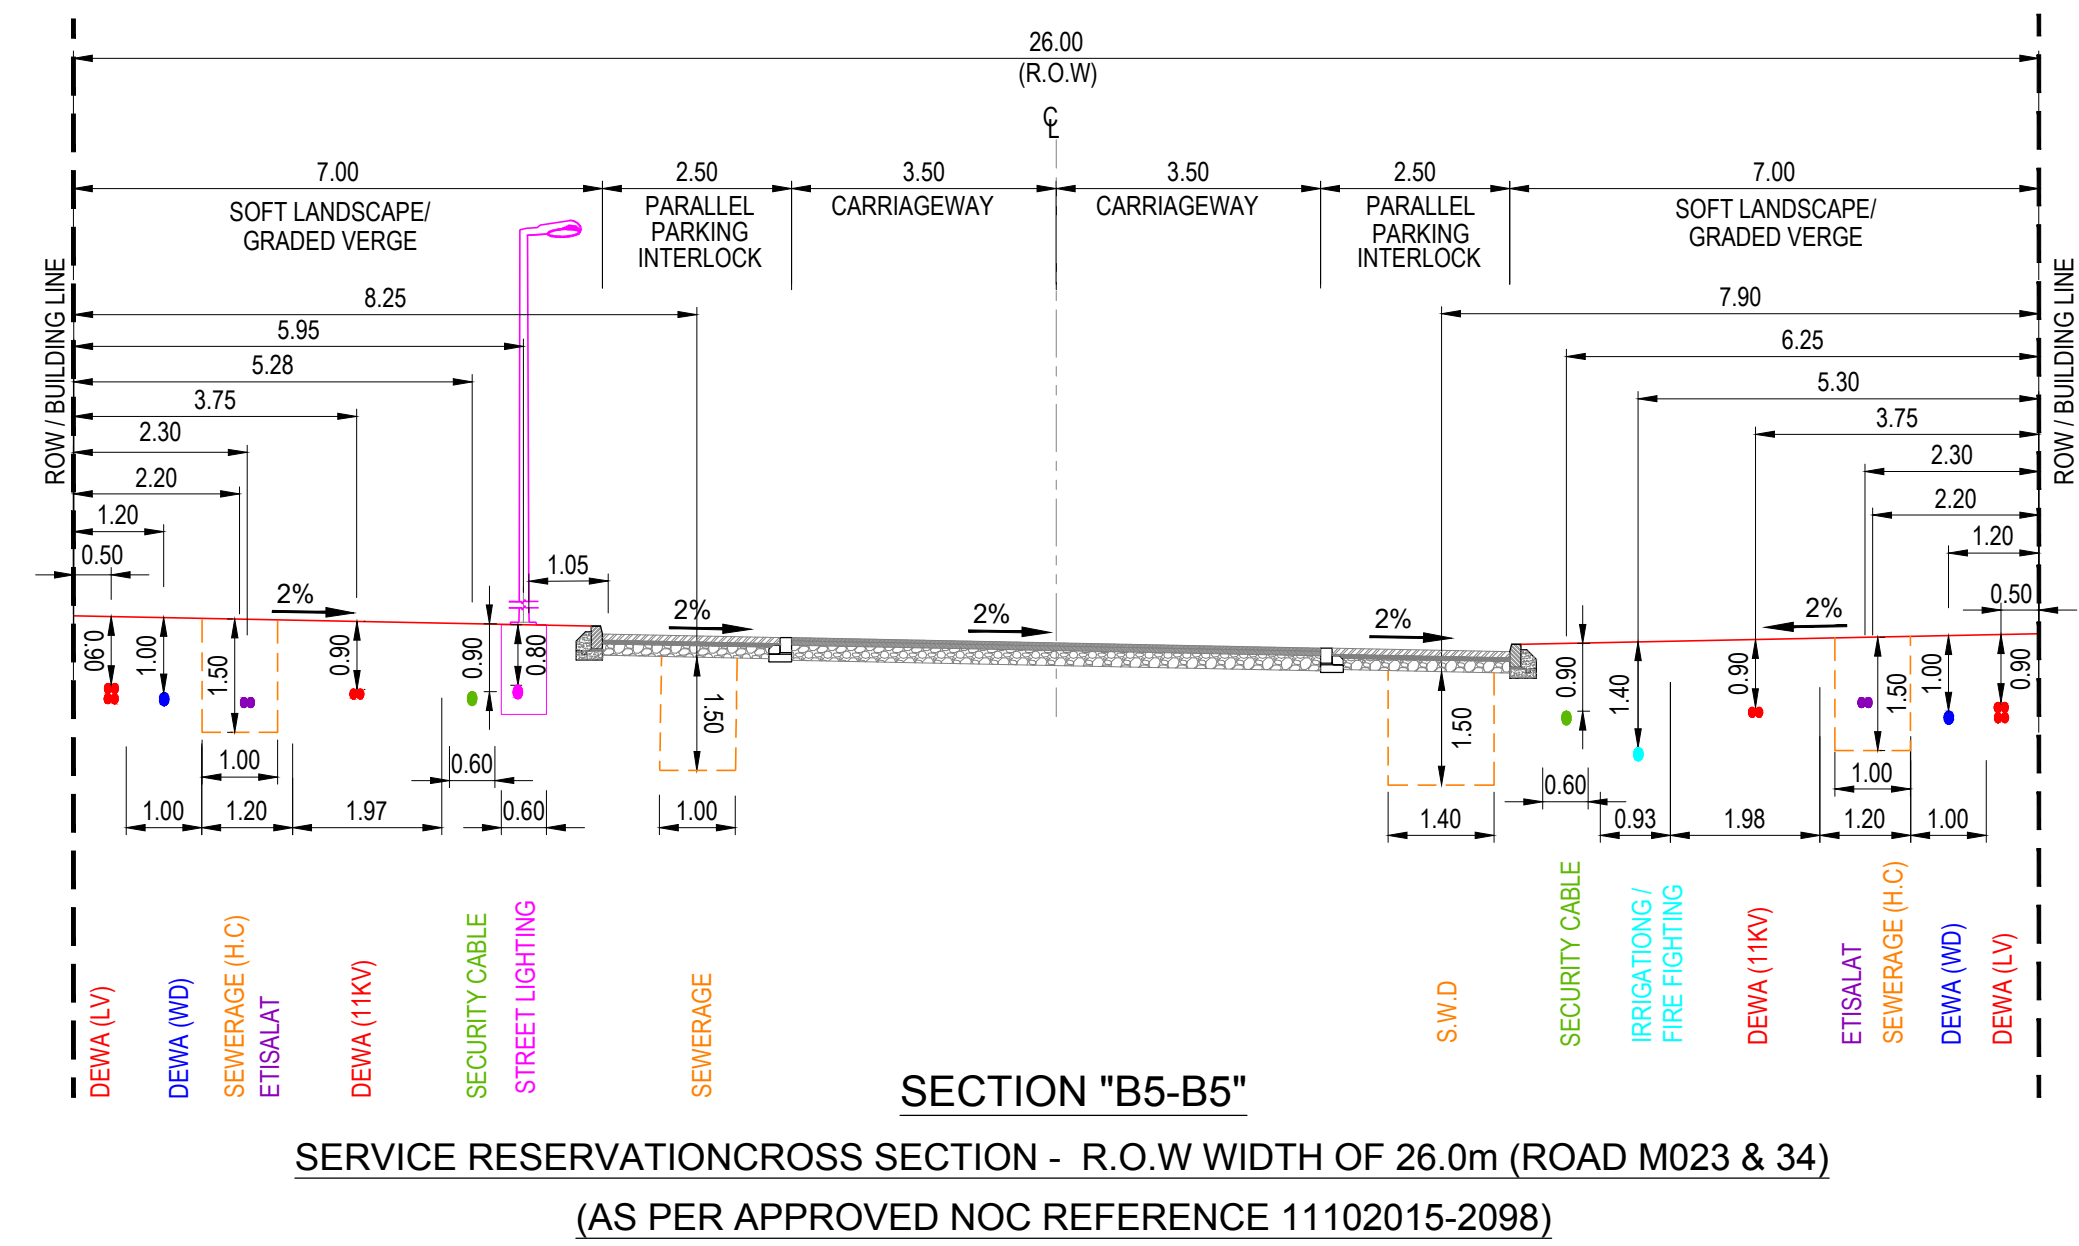 26.00
(R.O.W)
℄
7.00
2.50
3.50
3.50
2.50
7.00
SOFT LANDSCAPE/
GRADED VERGE
PARALLEL
PARKING
INTERLOCK
CARRIAGEWAY
CARRIAGEWAY
PARALLEL
PARKING
INTERLOCK
SOFT LANDSCAPE/
GRADED VERGE
ROW / BUILDING LINE
8.25
5.95
5.28
3.75
2.30
2.20
1.20
0.50
1.05
7.90
6.25
5.30
3.75
2.30
2.20
1.20
0.50
ROW / BUILDING LINE
2%
2%
2%
2%
2%
0.90
1.00
1.50
0.90
0.90
0.80
1.50
1.50
0.90
1.40
0.90
1.50
1.00
0.90
1.00
0.60
0.60
1.00
1.00
1.20
1.97
0.60
1.00
1.40
0.93
1.98
1.20
1.00
DEWA (LV)
DEWA (WD)
SEWERAGE (H.C)
ETISALAT
DEWA (11KV)
SECURITY CABLE
STREET LIGHTING
SEWERAGE
S.W.D
SECURITY CABLE
IRRIGATIONG /
FIRE FIGHTING
DEWA (11KV)
ETISALAT
SEWERAGE (H.C)
DEWA (WD)
DEWA (LV)
SECTION "B5-B5"
SERVICE RESERVATIONCROSS SECTION - R.O.W WIDTH OF 26.0m (ROAD M023 & 34)
(AS PER APPROVED NOC REFERENCE 11102015-2098)